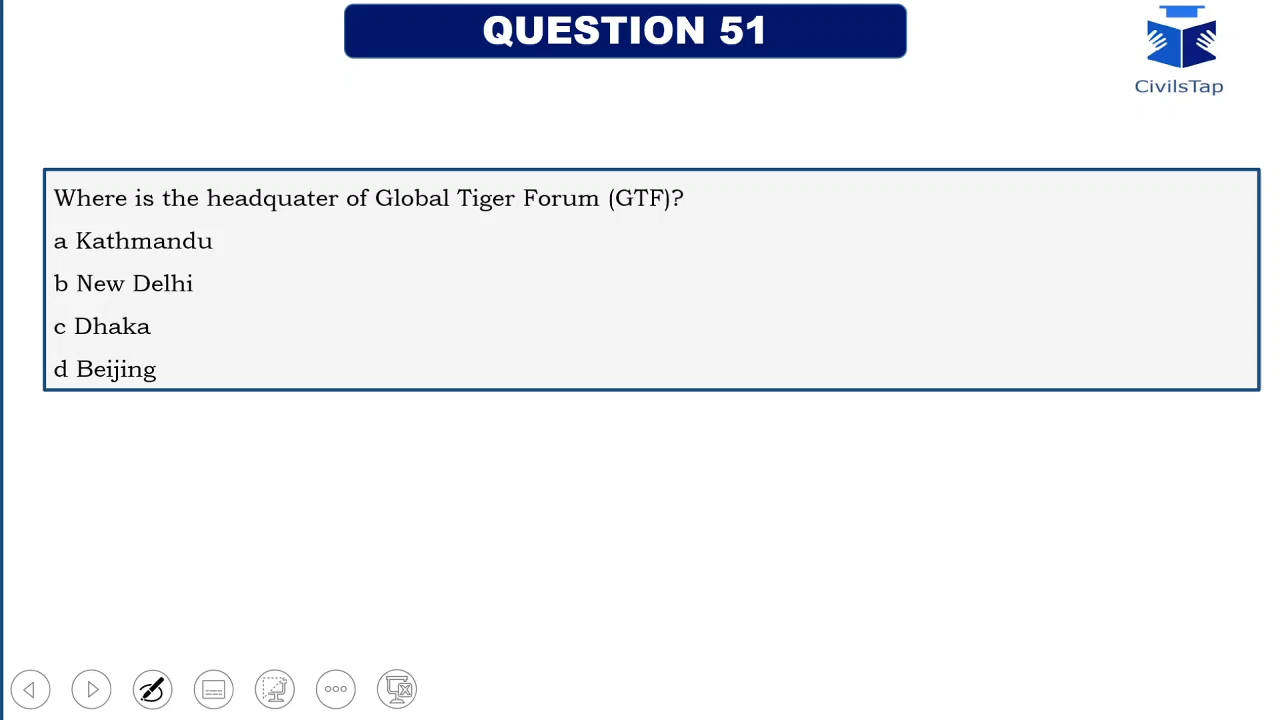 QUESTION 51
CivilsTap
Where is the headquater of Global Tiger Forum (GTF)?
a Kathmandu
b New Delhi
c Dhaka
d Beijing